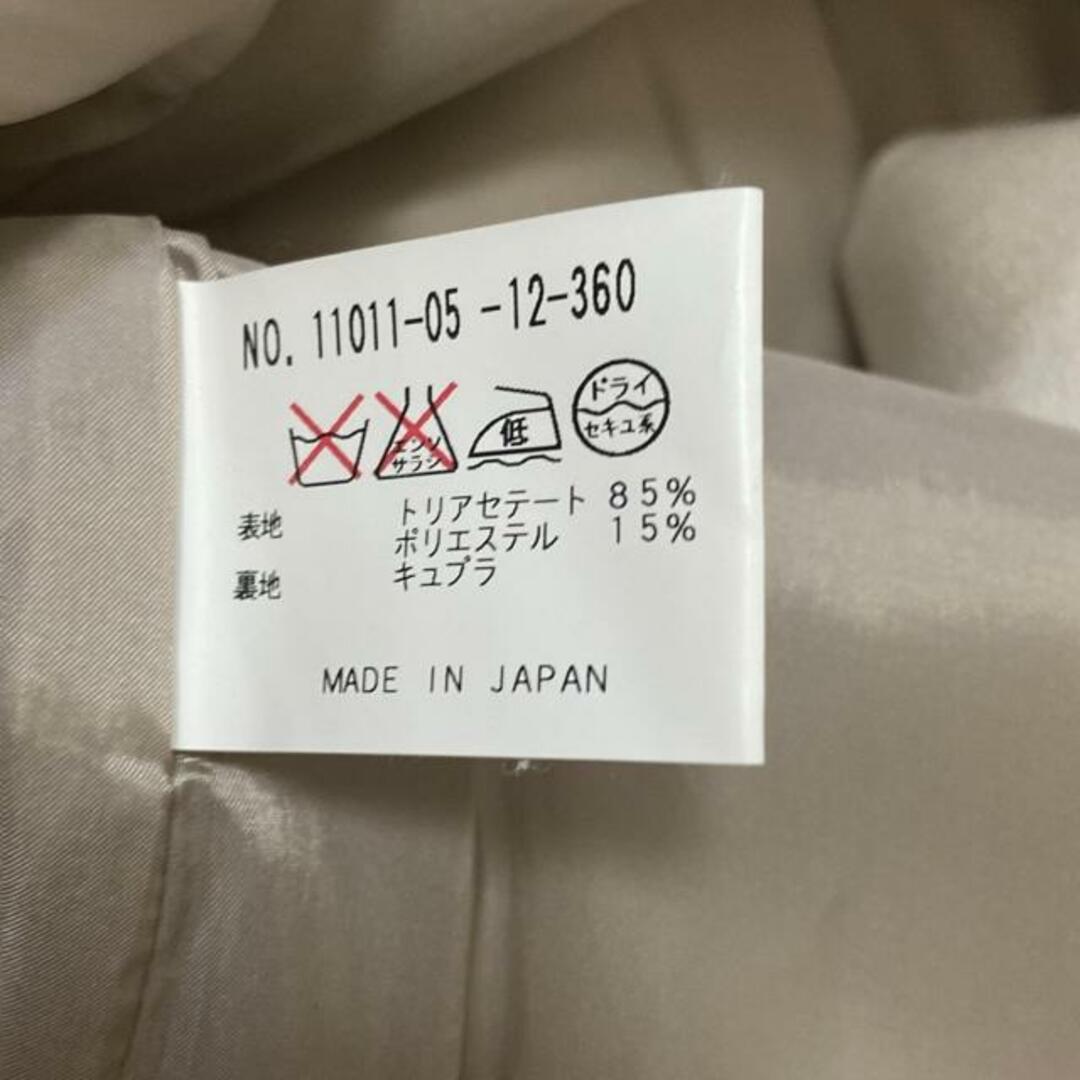 NO. 11011-05 -12-360
エンソ
サラシ
低
ドライ
セキユ系
表地 トリアセテート 85%
ポリエステル 15%
裏地 キュプラ
MADE IN JAPAN